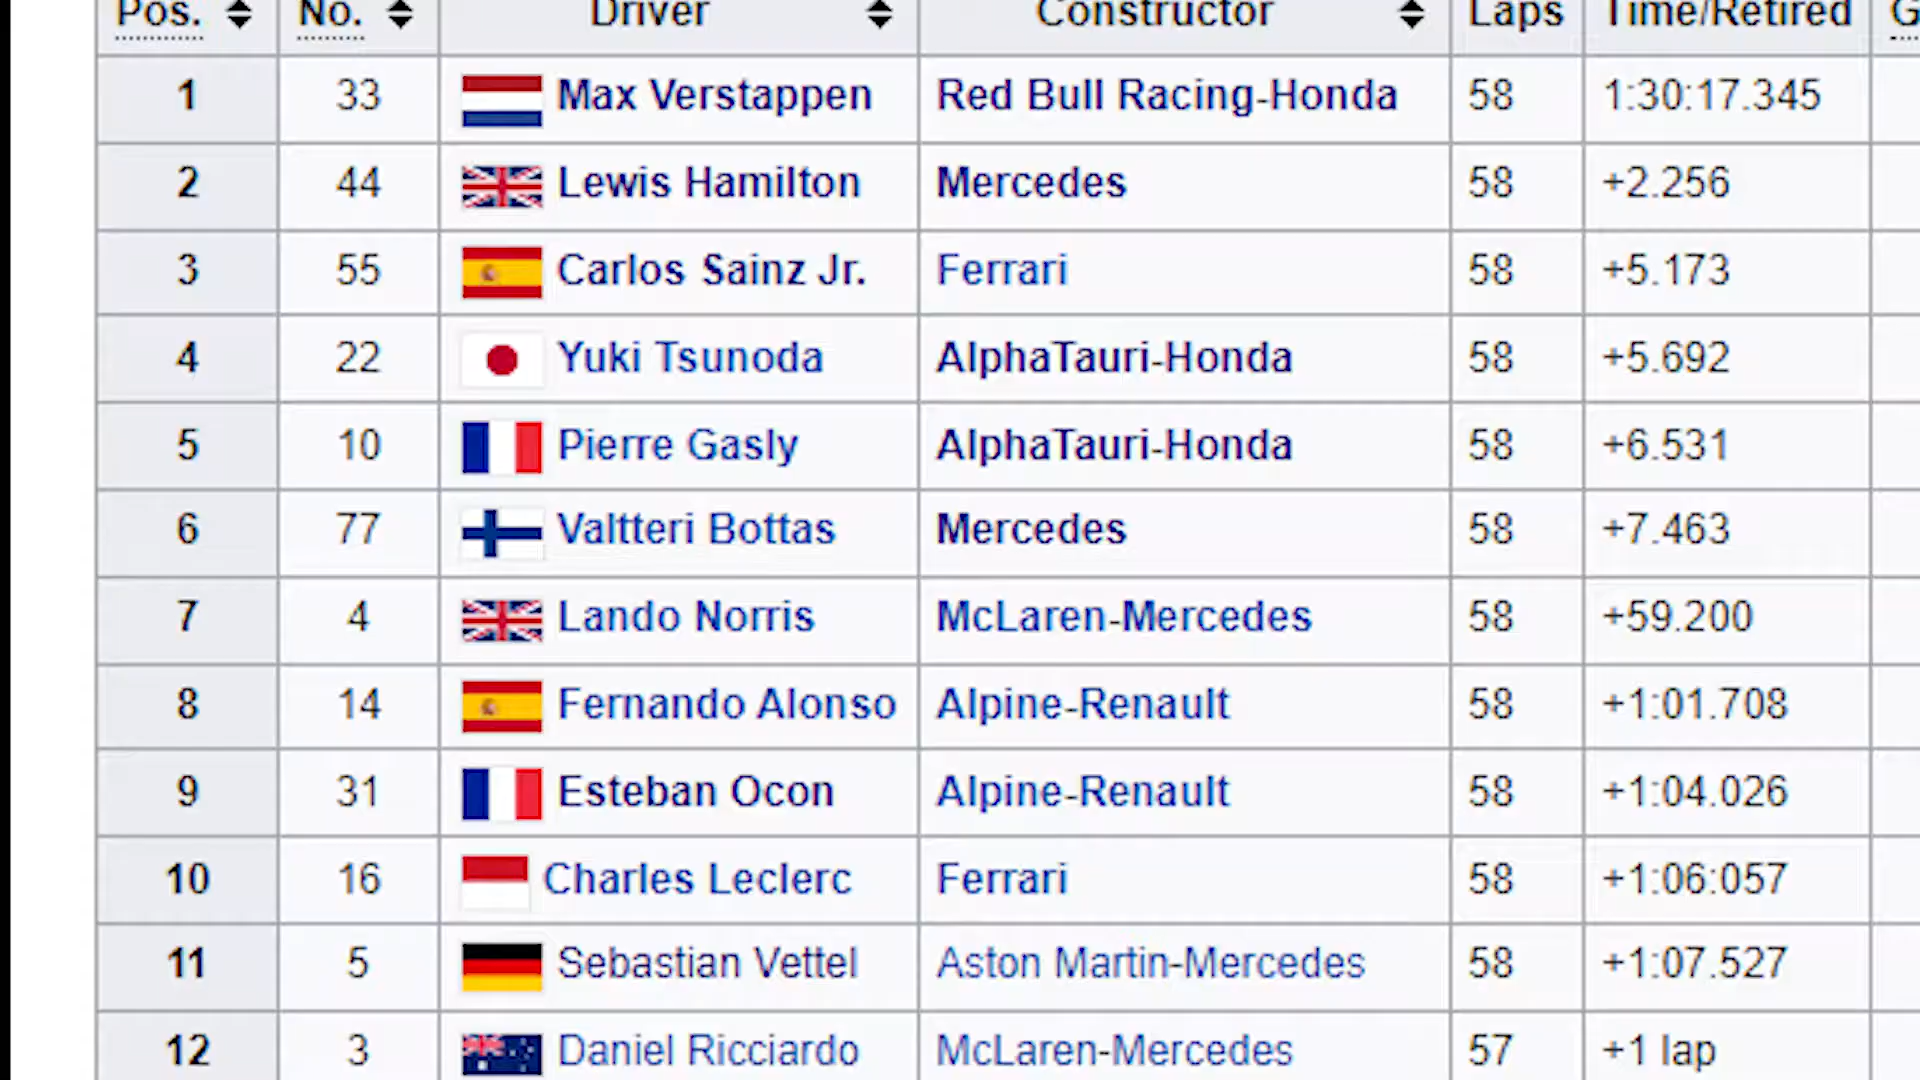 Pos. No. Driver Constructor Laps Time/Retired G
1 33 Max Verstappen Red Bull Racing-Honda 58 1:30:17.345
2 44 Lewis Hamilton Mercedes 58 +2.256
3 55 Carlos Sainz Jr. Ferrari 58 +5.173
4 22 Yuki Tsunoda AlphaTauri-Honda 58 +5.692
5 10 Pierre Gasly AlphaTauri-Honda 58 +6.531
6 77 Valtteri Bottas Mercedes 58 +7.463
7 4 Lando Norris McLaren-Mercedes 58 +59.200
8 14 Fernando Alonso Alpine-Renault 58 +1:01.708
9 31 Esteban Ocon Alpine-Renault 58 +1:04.026
10 16 Charles Leclerc Ferrari 58 +1:06:057
11 5 Sebastian Vettel Aston Martin-Mercedes 58 +1:07.527
12 3 Daniel Ricciardo McLaren-Mercedes 57 +1 lap